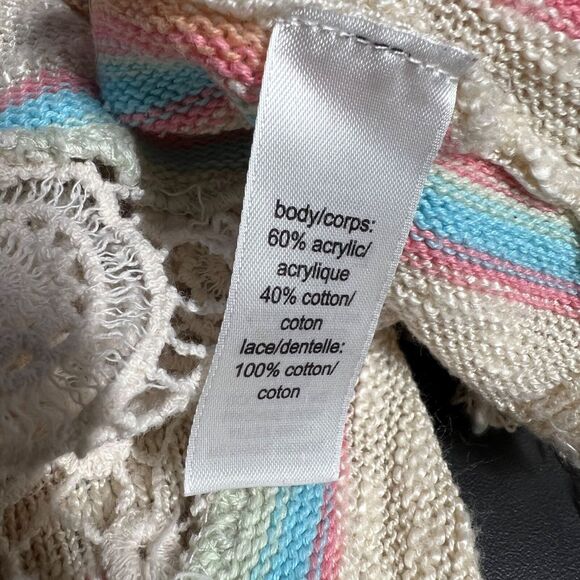 body/corps:
60% acrylic/
acrylique
40% cotton/
coton
lace/dentelle:
100% cotton/
coton